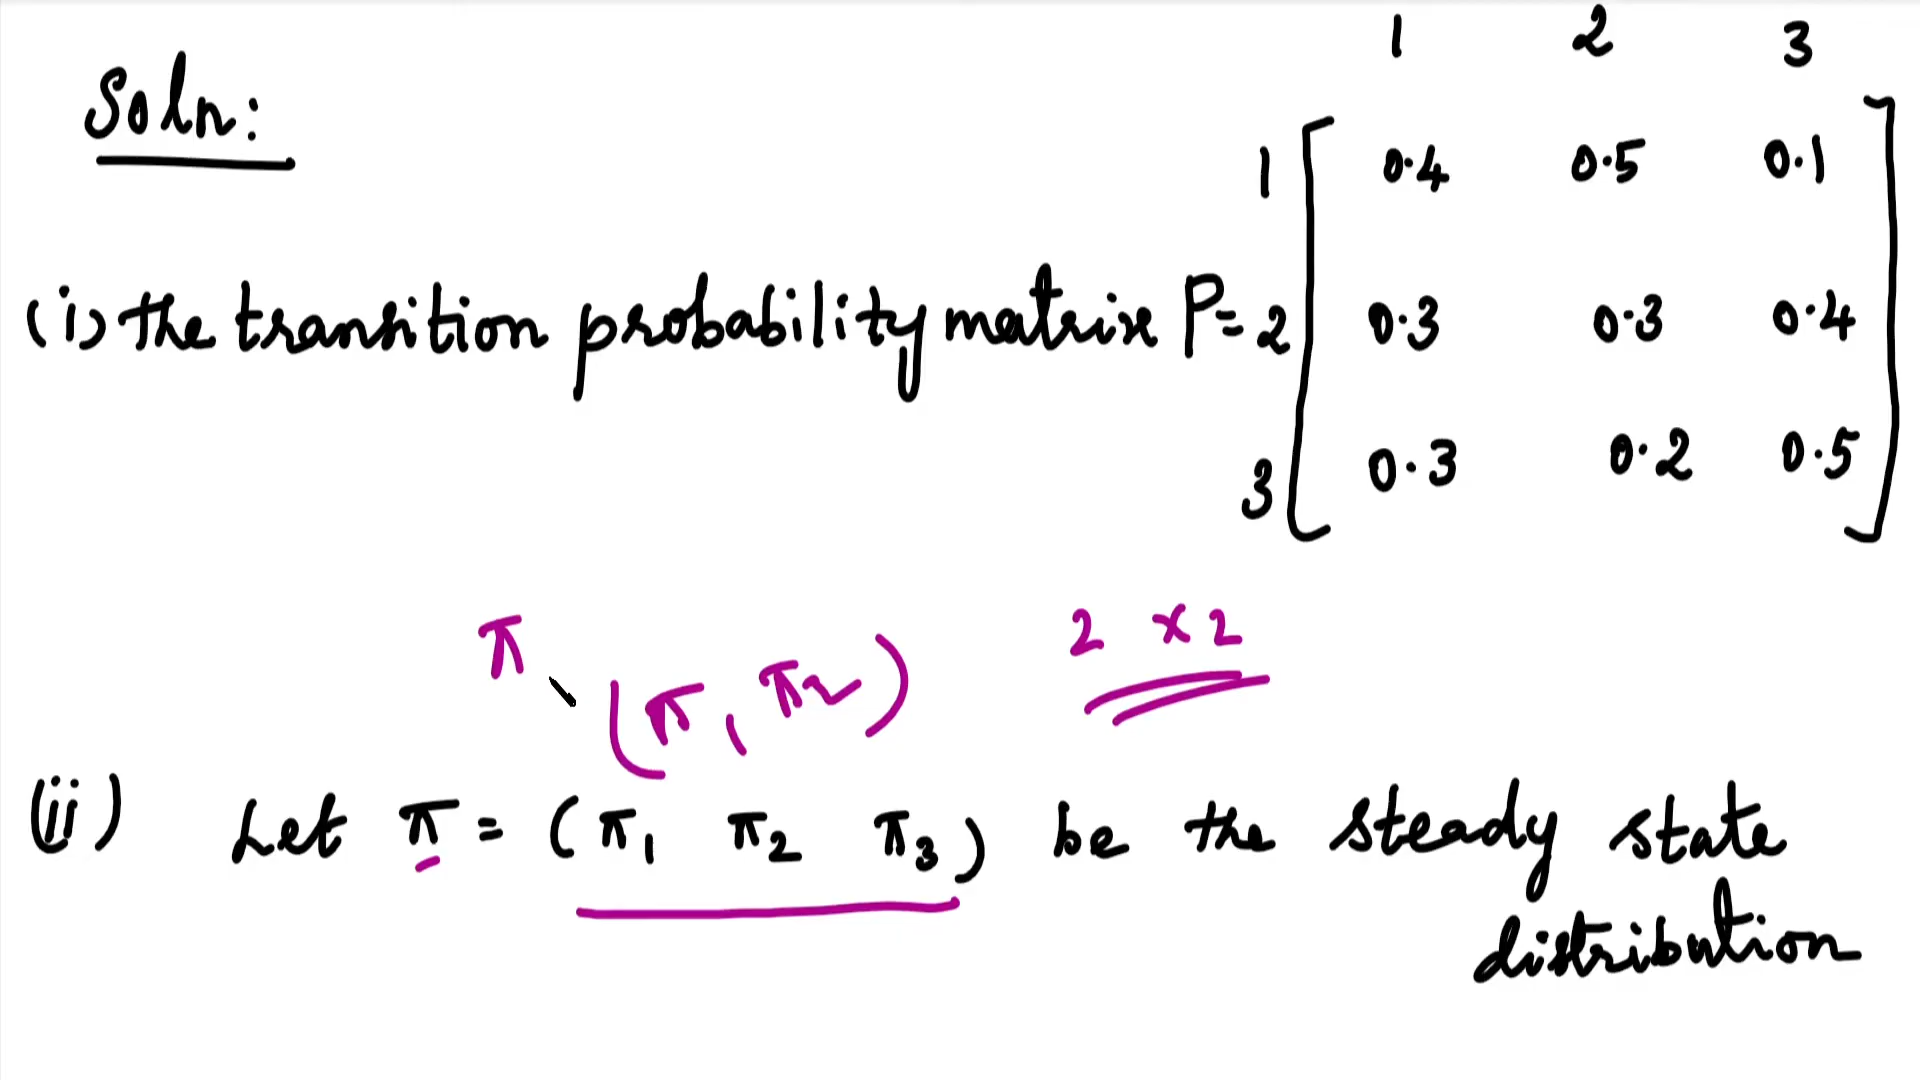 Soln:
1 2 3
1 0.4 0.5 0.1
(i) the transition probability matrix P= 2 0.3 0.3 0.4
3 0.3 0.2 0.5
π (π1 π2) 2 x 2
(ii) Let π = (π1 π2 π3) be the steady state
distribution